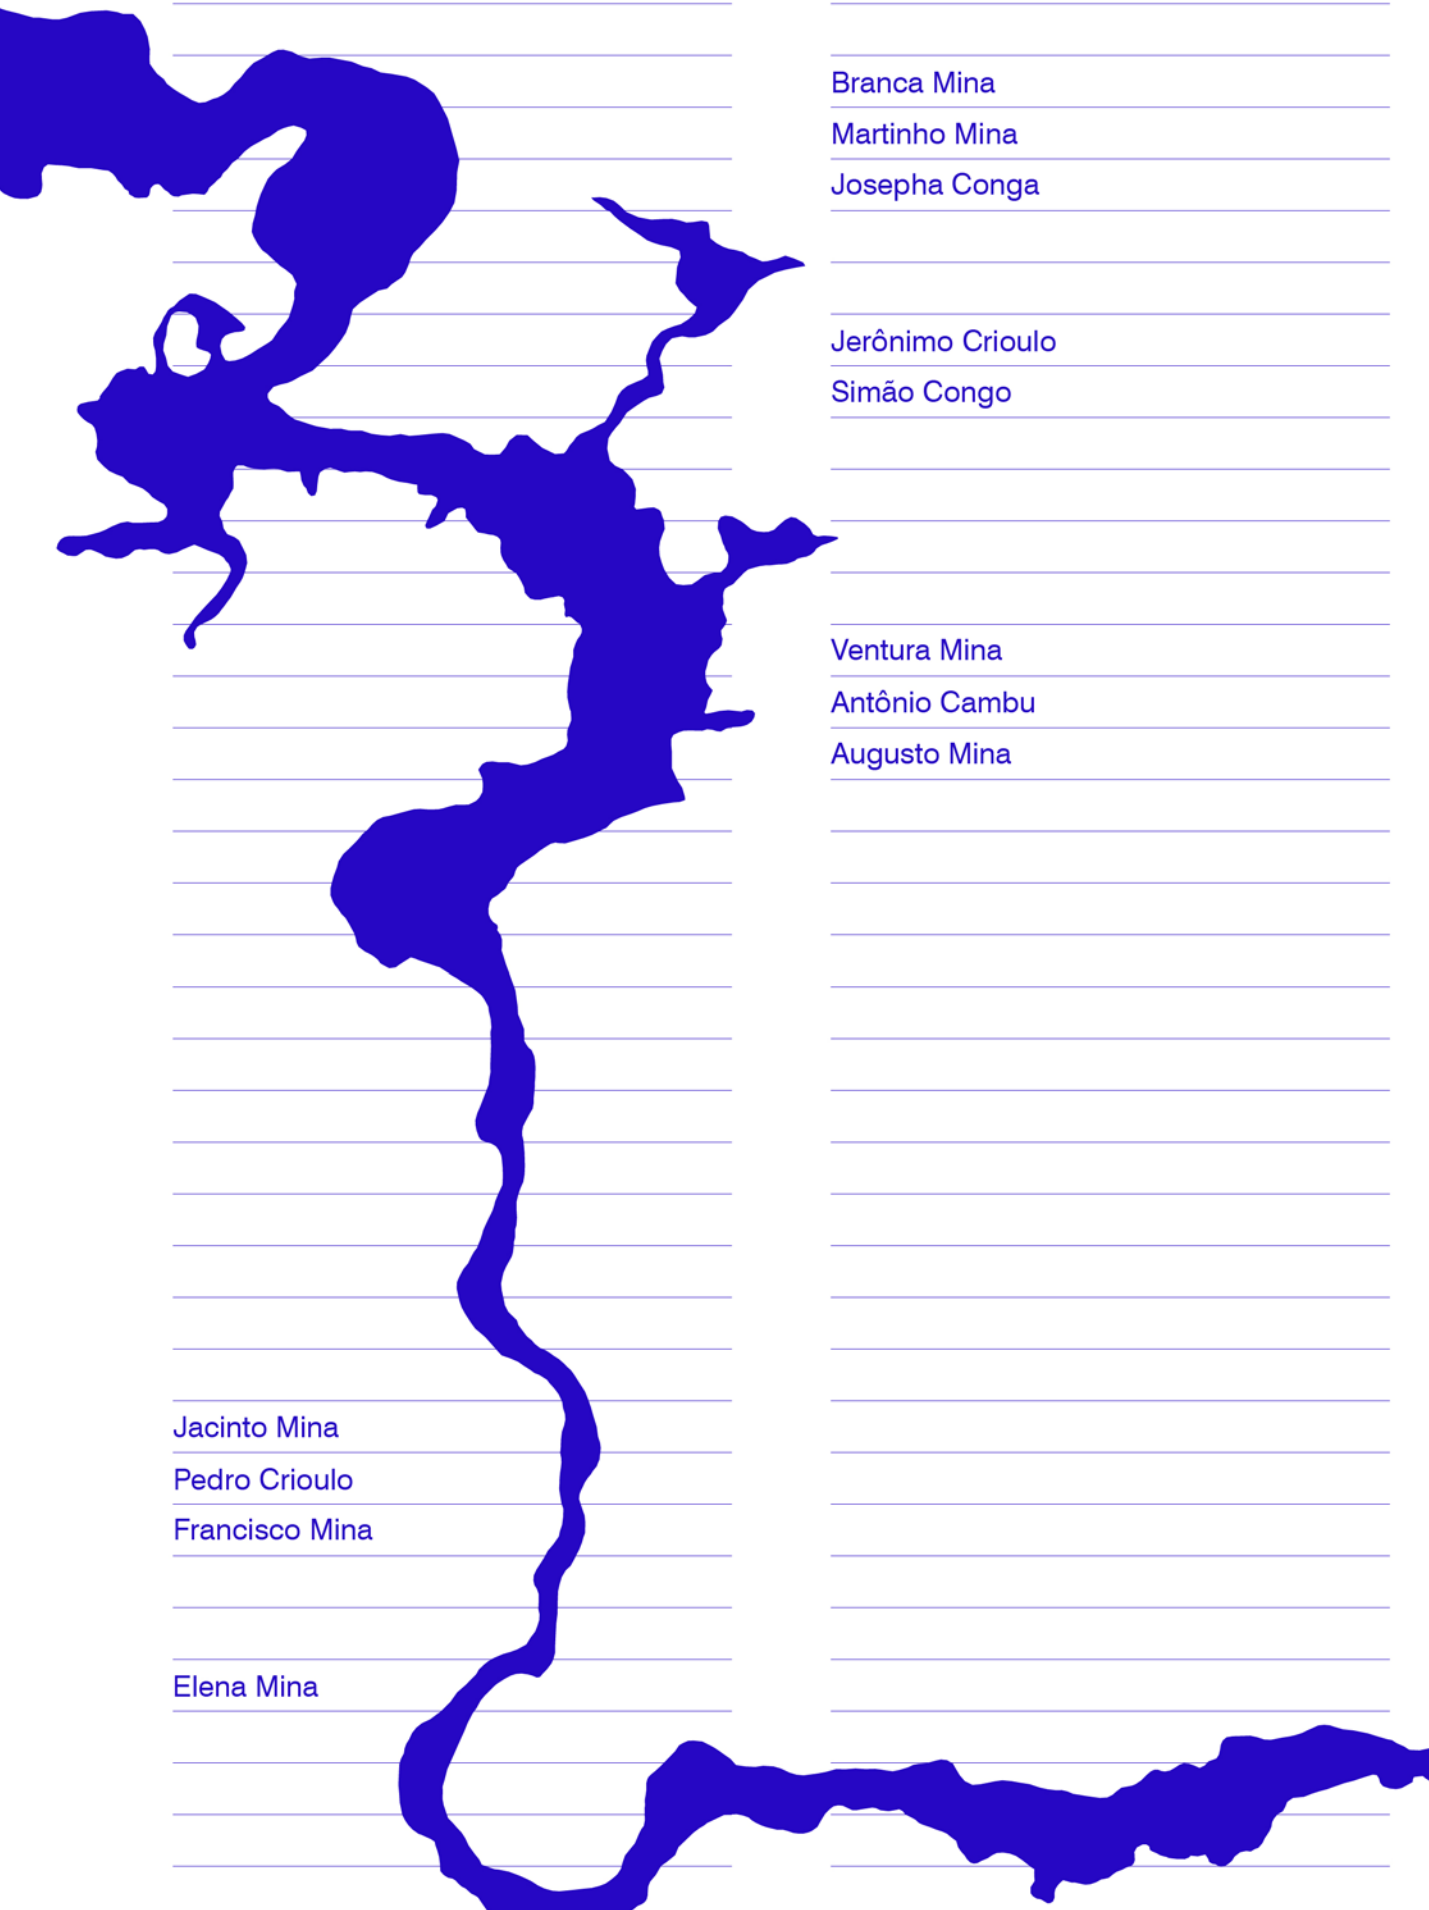 Jacinto Mina
Pedro Crioulo
Francisco Mina
Elena Mina
Branca Mina
Martinho Mina
Josepha Conga
Jerônimo Crioulo
Simão Congo
Ventura Mina
Antônio Cambu
Augusto Mina